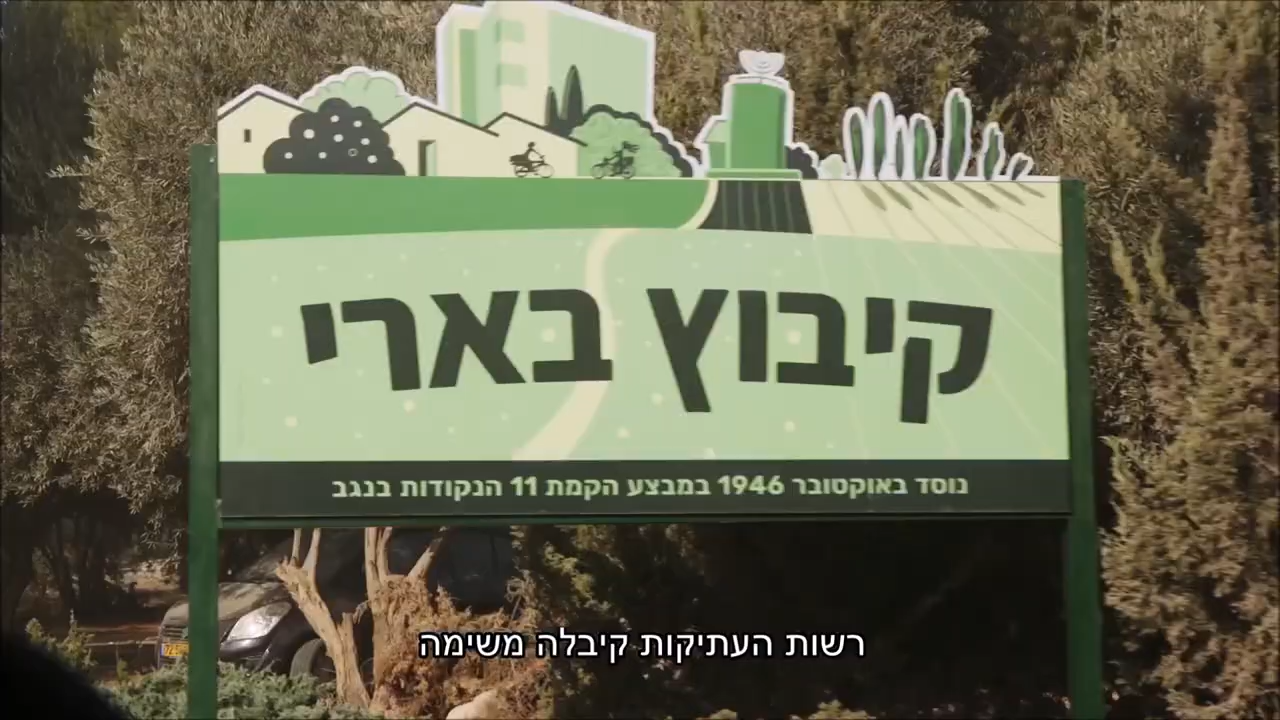 קיבוץ בארי
נוסד באוקטובר 1946 במבצע הקמת 11 הנקודות בנגב
רשות העתיקות קיבלה משימה